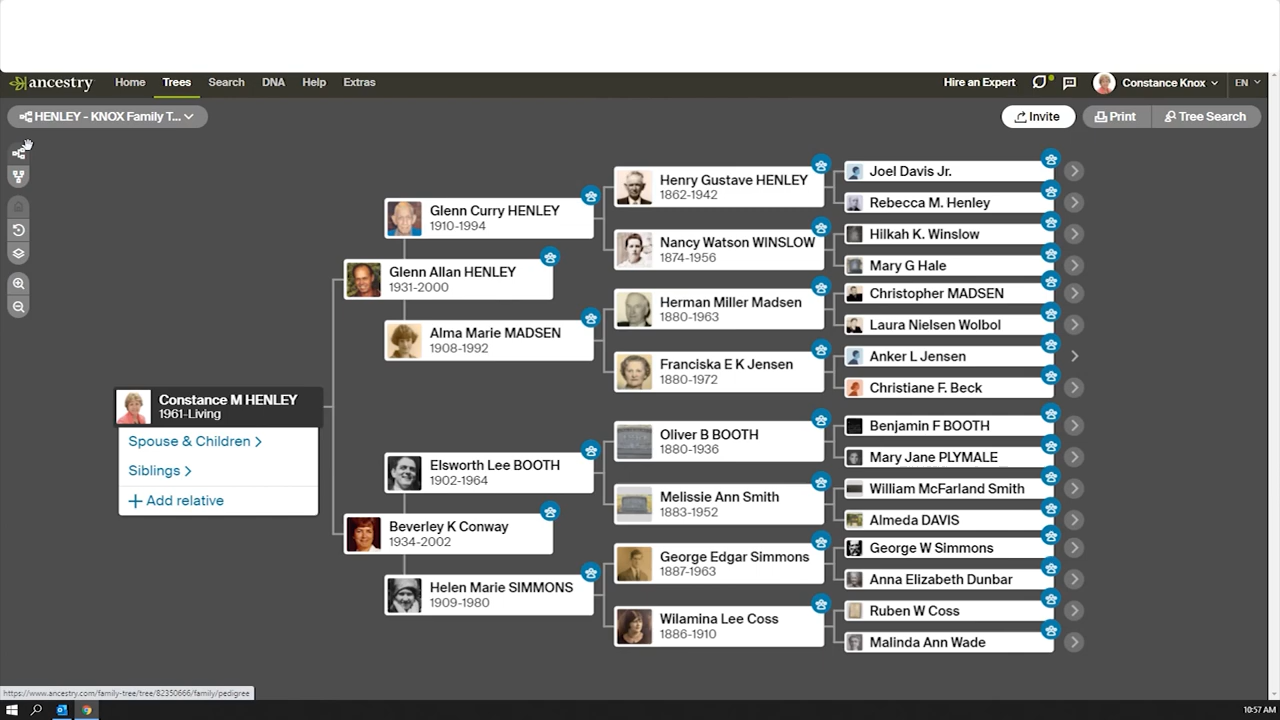 ancestry Home Trees Search DNA Help Extras Hire an Expert Constance Knox EN
HENLEY - KNOX Family T... Invite Print Tree Search
Constance M HENLEY
1961-Living
Spouse & Children
Siblings
Add relative
Glenn Curry HENLEY
1910-1994
Glenn Allan HENLEY
1931-2000
Alma Marie MADSEN
1908-1992
Elsworth Lee BOOTH
1902-1964
Beverley K Conway
1934-2002
Helen Marie SIMMONS
1909-1980
Henry Gustave HENLEY
1862-1942
Nancy Watson WINSLOW
1874-1956
Herman Miller Madsen
1880-1963
Franciska E K Jensen
1880-1972
Oliver B BOOTH
1880-1936
Melissie Ann Smith
1883-1952
George Edgar Simmons
1887-1963
Wilamina Lee Coss
1886-1910
Joel Davis Jr.
Rebecca M. Henley
Hilkah K. Winslow
Mary G Hale
Christopher MADSEN
Laura Nielsen Wolbol
Anker L Jensen
Christiane F. Beck
Benjamin F BOOTH
Mary Jane PLYMALE
William McFarland Smith
Almeda DAVIS
George W Simmons
Anna Elizabeth Dunbar
Ruben W Coss
Malinda Ann Wade
https://www.ancestry.com/family-tree/tree/82350666/family/pedigree
10:57 AM